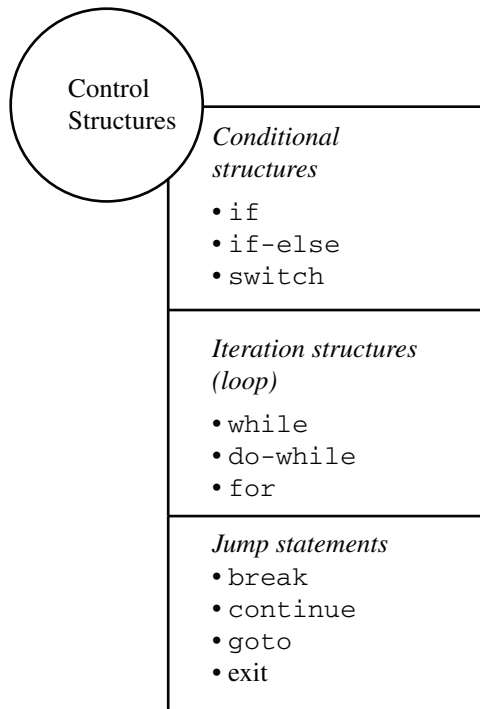 Control
Structures
Conditional
structures
• if
• if-else
• switch
Iteration structures
(loop)
• while
• do-while
• for
Jump statements
• break
• continue
• goto
• exit